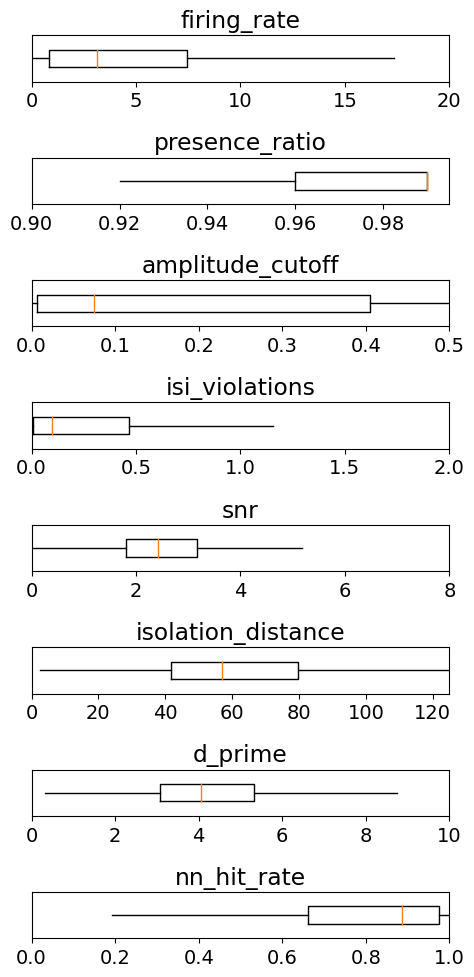 firing_rate
0 5 10 15 20
presence_ratio
0.90 0.92 0.94 0.96 0.98
amplitude_cutoff
0.0 0.1 0.2 0.3 0.4 0.5
isi_violations
0.0 0.5 1.0 1.5 2.0
snr
0 2 4 6 8
isolation_distance
0 20 40 60 80 100 120
d_prime
0 2 4 6 8 10
nn_hit_rate
0.0 0.2 0.4 0.6 0.8 1.0